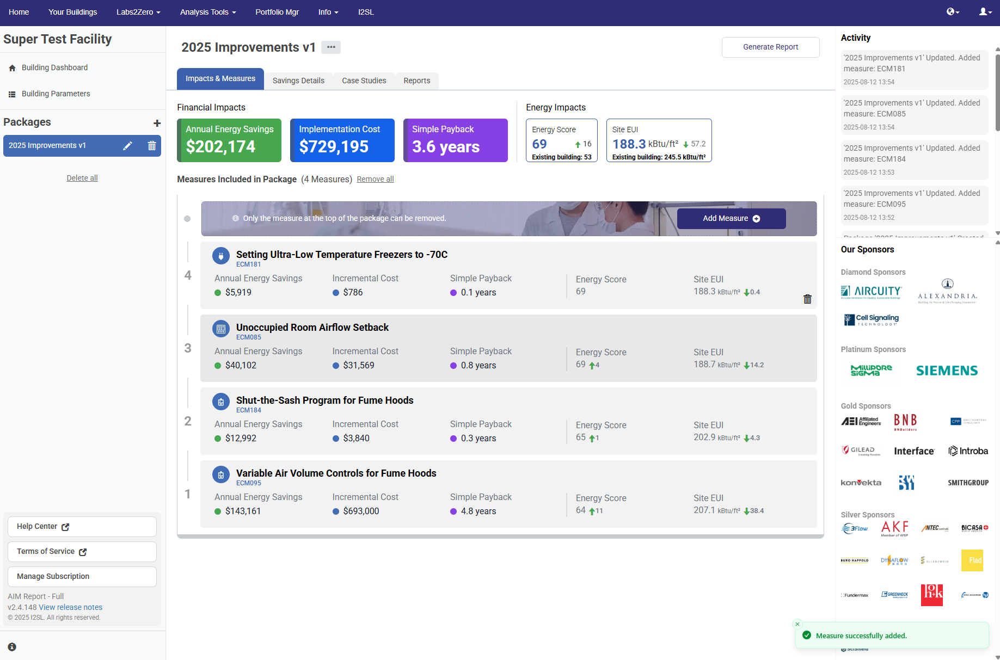 Home
Your Buildings
Labs2Zero
Analysis Tools
Portfolio Mgr
Info
I2SL
Super Test Facility
Building Dashboard
Building Parameters
Packages
2025 Improvements v1
Delete all
Help Center
Terms of Service
Manage Subscription
AIM Report - Full
v2.4.148 View release notes
© 2025 I2SL. All rights reserved.
2025 Improvements v1
Generate Report
Impacts & Measures
Savings Details
Case Studies
Reports
Financial Impacts
Annual Energy Savings
$202,174
Implementation Cost
$729,195
Simple Payback
3.6 years
Energy Impacts
Energy Score
69 16
Existing building: 53
Site EUI
188.3 kBtu/ft² 57.2
Existing building: 245.5 kBtu/ft²
Measures Included in Package (4 Measures) Remove all
Only the measure at the top of the package can be removed.
Add Measure
4
Setting Ultra-Low Temperature Freezers to -70C
ECM181
Annual Energy Savings
$5,919
Incremental Cost
$786
Simple Payback
0.1 years
Energy Score
69
Site EUI
188.3 kBtu/ft² 0.4
3
Unoccupied Room Airflow Setback
ECM085
Annual Energy Savings
$40,102
Incremental Cost
$31,569
Simple Payback
0.8 years
Energy Score
69 4
Site EUI
188.7 kBtu/ft² 14.2
2
Shut-the-Sash Program for Fume Hoods
ECM184
Annual Energy Savings
$12,992
Incremental Cost
$3,840
Simple Payback
0.3 years
Energy Score
65 1
Site EUI
202.9 kBtu/ft² 4.3
1
Variable Air Volume Controls for Fume Hoods
ECM095
Annual Energy Savings
$143,161
Incremental Cost
$693,000
Simple Payback
4.8 years
Energy Score
64 11
Site EUI
207.1 kBtu/ft² 38.4
Activity
'2025 Improvements v1' Updated. Added
measure: ECM181
2025-08-12 13:54
'2025 Improvements v1' Updated. Added
measure: ECM085
2025-08-12 13:54
'2025 Improvements v1' Updated. Added
measure: ECM184
2025-08-12 13:53
'2025 Improvements v1' Updated. Added
measure: ECM095
2025-08-12 13:52
Package '2025 Improvements v1' Created
Our Sponsors
Diamond Sponsors
AIRCUITY
ALEXANDRIA
Cell Signaling
TECHNOLOGY
Platinum Sponsors
MilliPORE
SIGMA
SIEMENS
Gold Sponsors
AEI Affiliated
Engineers
BNB
BNBuilders
CPP
GILEAD
Creating Possible
Interface
Introba
konvekta
SMITHGROUP
Silver Sponsors
3Flow
AKF
Member of WSP
ANTEC controls
BICASA
BURO HAPPOLD
DYNAFLOW
ELLENZWEIG
Flad
Fundermax
GREENHECK
h+k
SciShield
Measure successfully added.